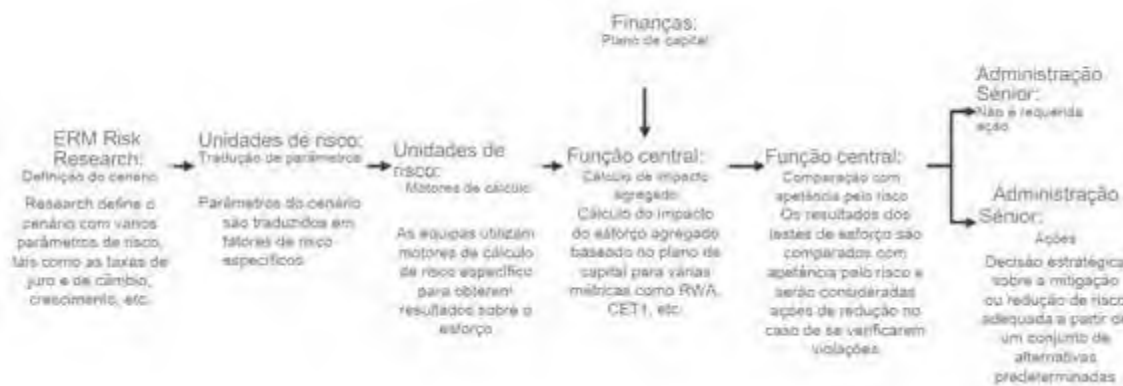 Finanças:
Plano de capital
ERM Risk
Research:
Definição do cenário
Research define o
cenário com vários
parâmetros de risco,
tais como as taxas de
juro e de câmbio,
crescimento, etc.
Unidades de risco:
Tradução de parâmetros
Parâmetros do cenário
são traduzidos em
fatores de risco
específicos
Unidades de
risco:
Motores de cálculo
As equipas utilizam
motores de cálculo
de risco específico
para obterem
resultados sobre o
esforço
Função central:
Cálculo de impacto
agregado
Cálculo do impacto
do esforço agregado
baseado no plano de
capital para várias
métricas como RWA,
CET1, etc.
Função central:
Comparação com
apetência pelo risco
Os resultados dos
testes de esforço são
comparados com
apetência pelo risco e
serão consideradas
ações de redução no
caso de se verificarem
violações
Administração
Sénior:
Não é requerida
ação
Administração
Sénior:
Ações
Decisão estratégica
sobre a mitigação
ou redução de risco
adequada a partir de
um conjunto de
alternativas
predeterminadas